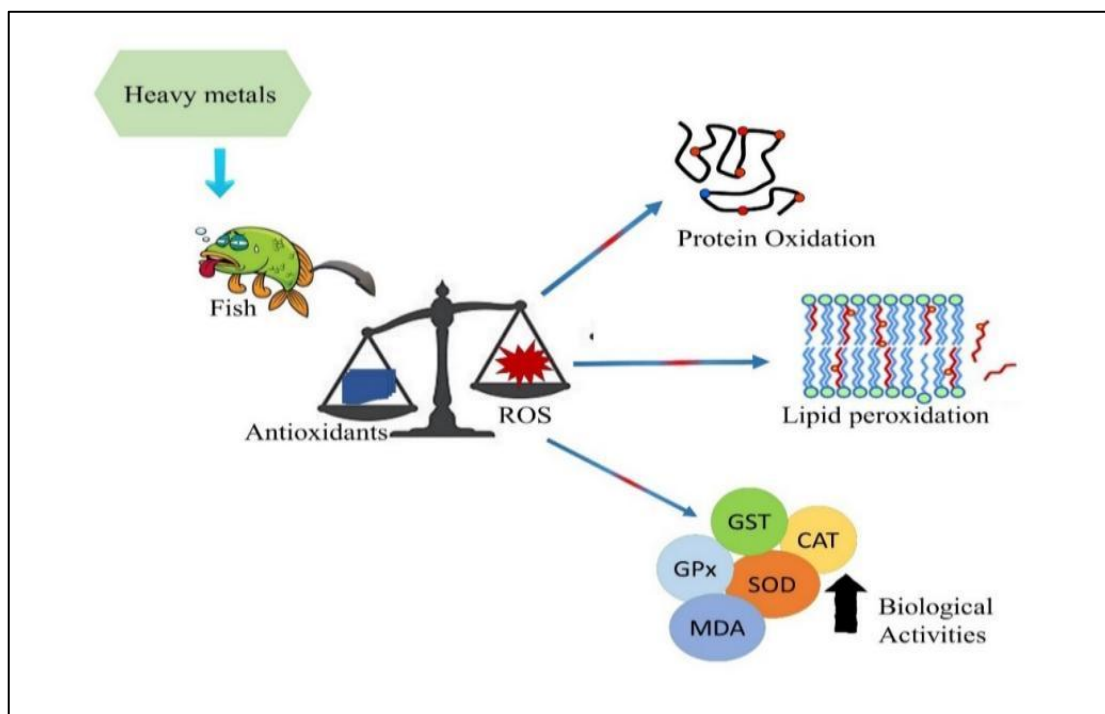 Heavy metals
Fish
Antioxidants
ROS
Protein Oxidation
Lipid peroxidation
GST
CAT
GPx
SOD
MDA
Biological
Activities